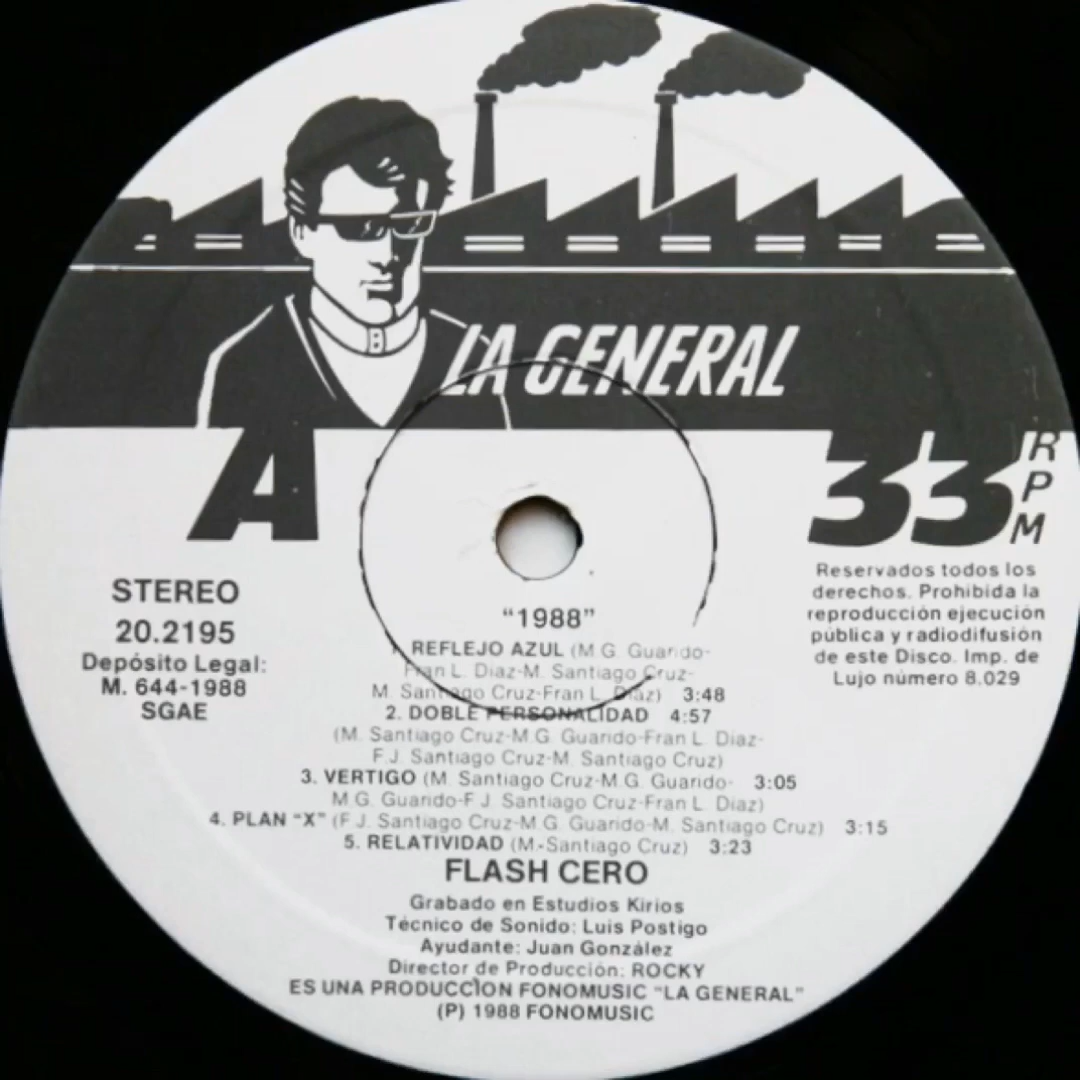 LA GENERAL
A
33 RPM
STEREO
20.2195
Depósito Legal:
M. 644-1988
SGAE
Reservados todos los
derechos. Prohibida la
reproducción ejecución
pública y radiodifusión
de este Disco. Imp. de
Lujo número 8.029
"1988"
1. REFLEJO AZUL (M.G. Guarido-
Fran L. Diaz-M. Santiago Cruz-
M. Santiago Cruz-Fran L. Diaz) 3:48
2. DOBLE PERSONALIDAD 4:57
(M. Santiago Cruz-M.G. Guarido-Fran L. Diaz-
F.J. Santiago Cruz-M. Santiago Cruz)
3. VERTIGO (M. Santiago Cruz-M.G. Guarido- 3:05
M.G. Guarido-F.J. Santiago Cruz-Fran L. Diaz)
4. PLAN "X" (F.J. Santiago Cruz-M.G. Guarido-M. Santiago Cruz) 3:15
5. RELATIVIDAD (M.-Santiago Cruz) 3:23
FLASH CERO
Grabado en Estudios Kirios
Técnico de Sonido: Luis Postigo
Ayudante: Juan González
Director de Producción: ROCKY
ES UNA PRODUCCION FONOMUSIC "LA GENERAL"
(P) 1988 FONOMUSIC